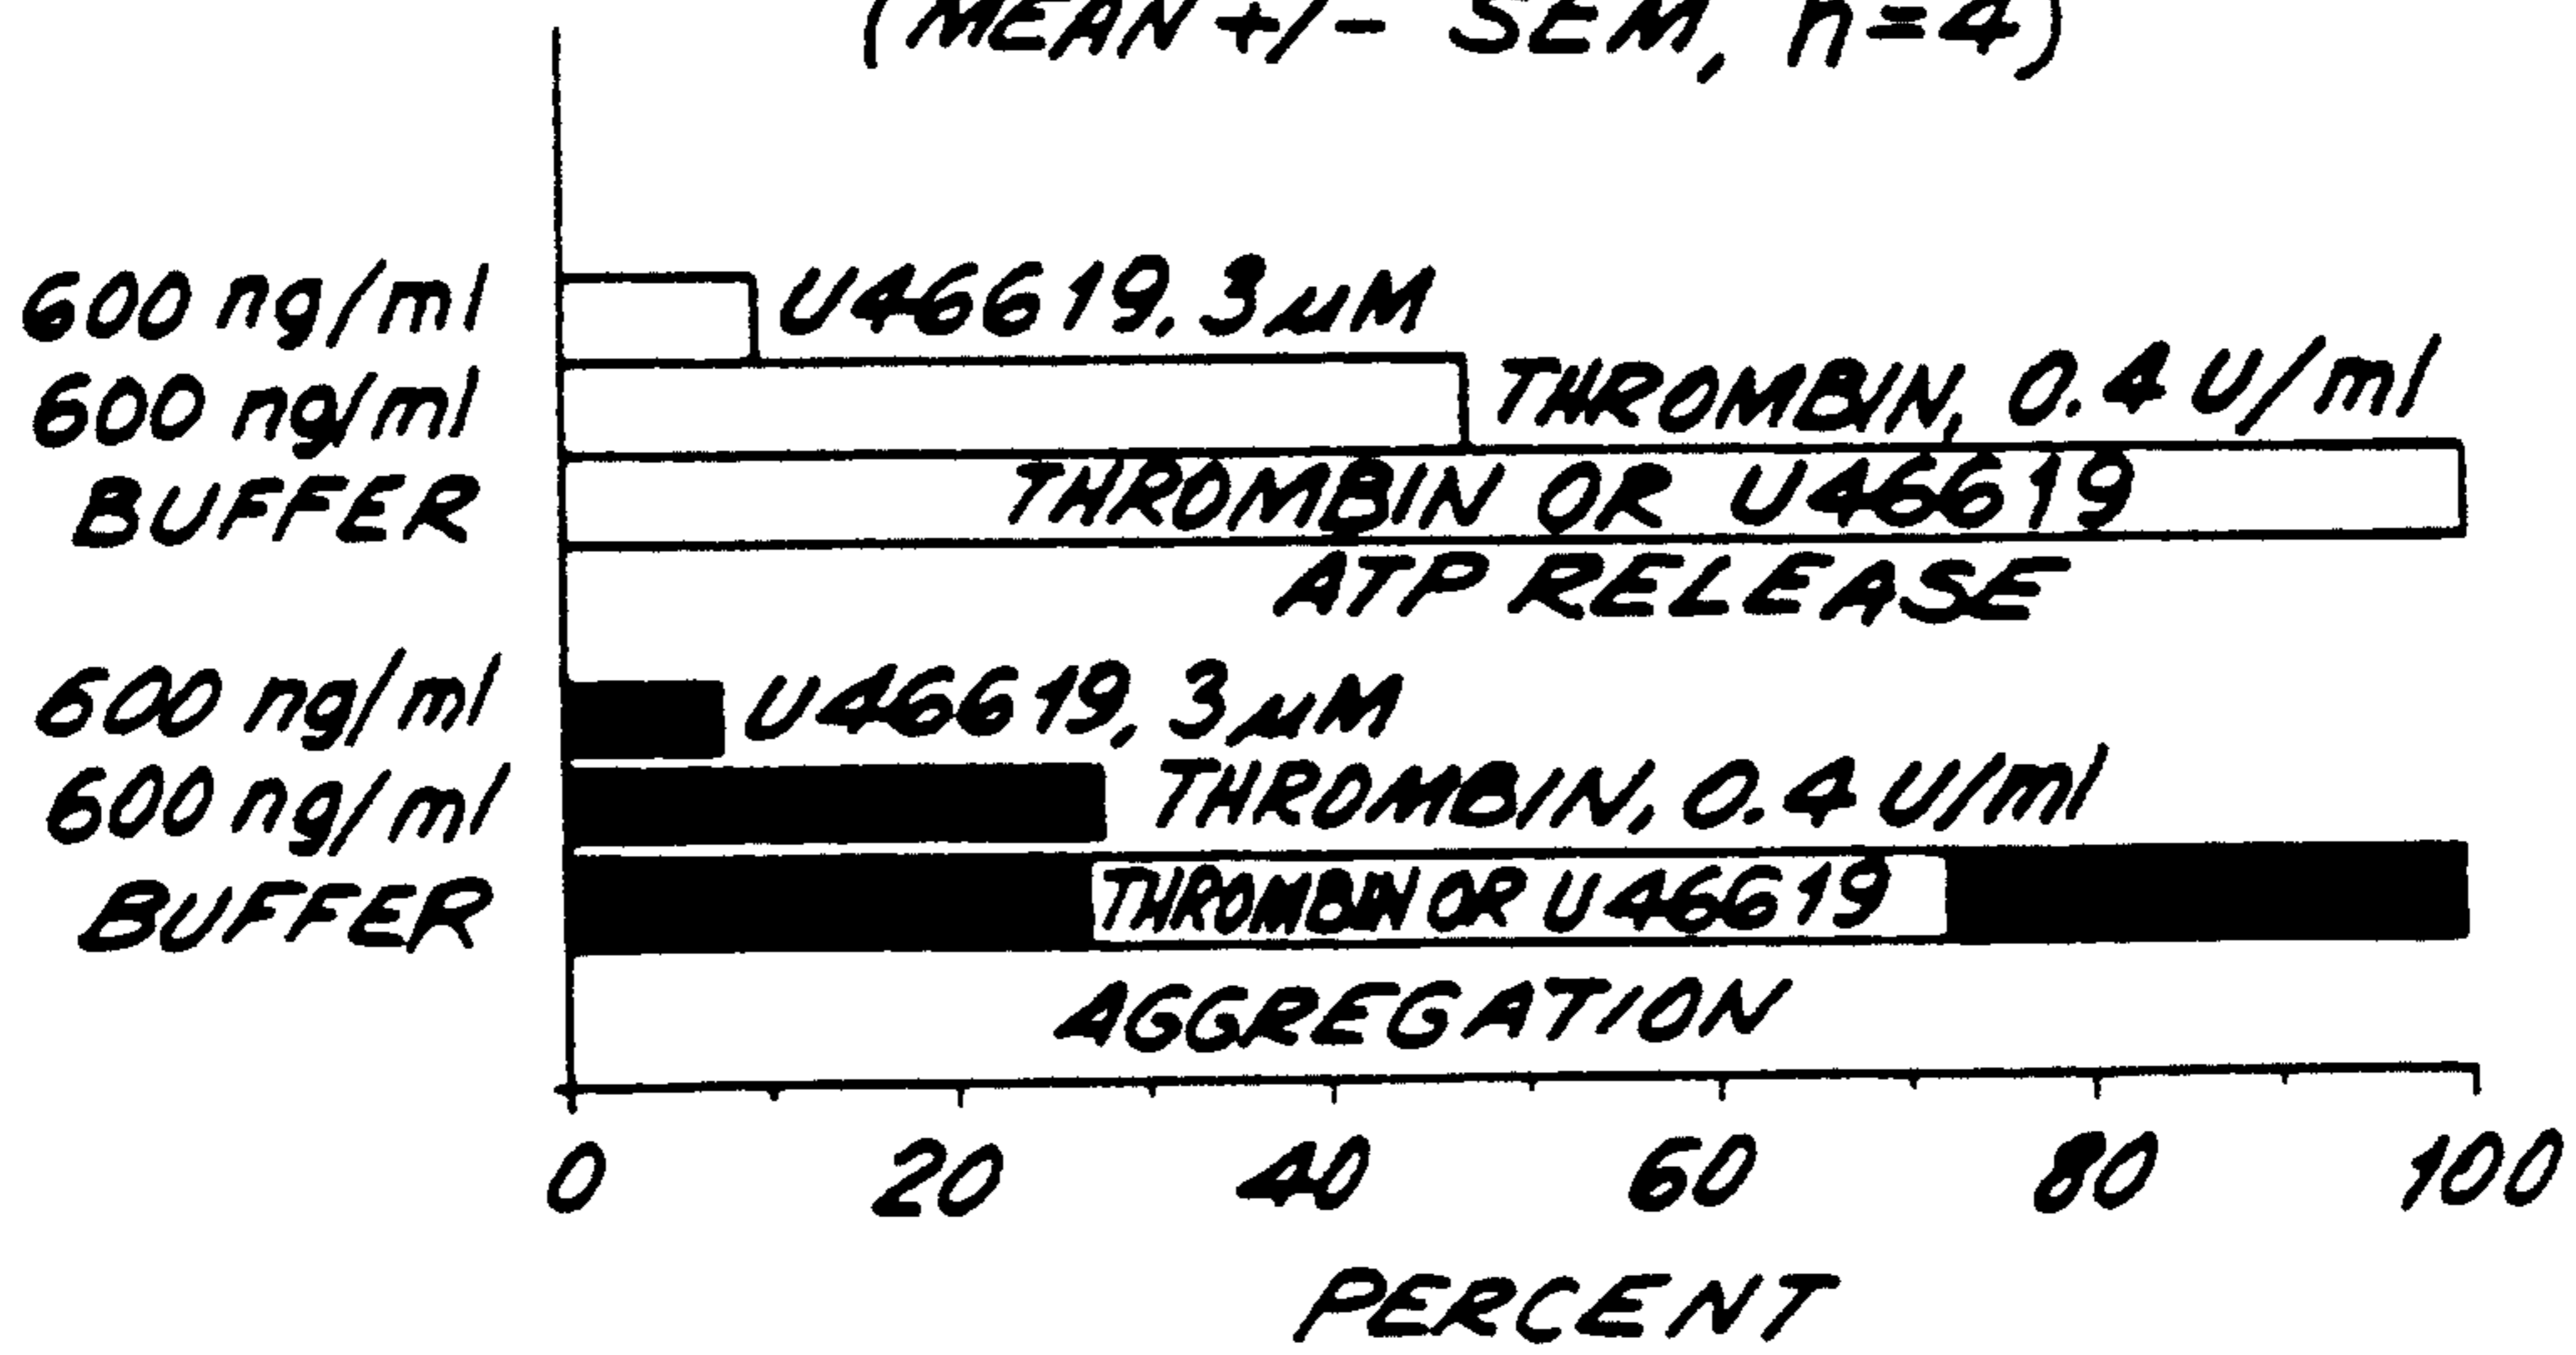 (MEAN +/- SEM, n=4)
600 ng/ml U46619, 3 µM
600 ng/ml THROMBIN, 0.4 U/ml
BUFFER THROMBIN OR U46619
ATP RELEASE
600 ng/ml U46619, 3 µM
600 ng/ml THROMBIN, 0.4 U/ml
BUFFER THROMBIN OR U46619
AGGREGATION
0 20 40 60 80 100
PERCENT